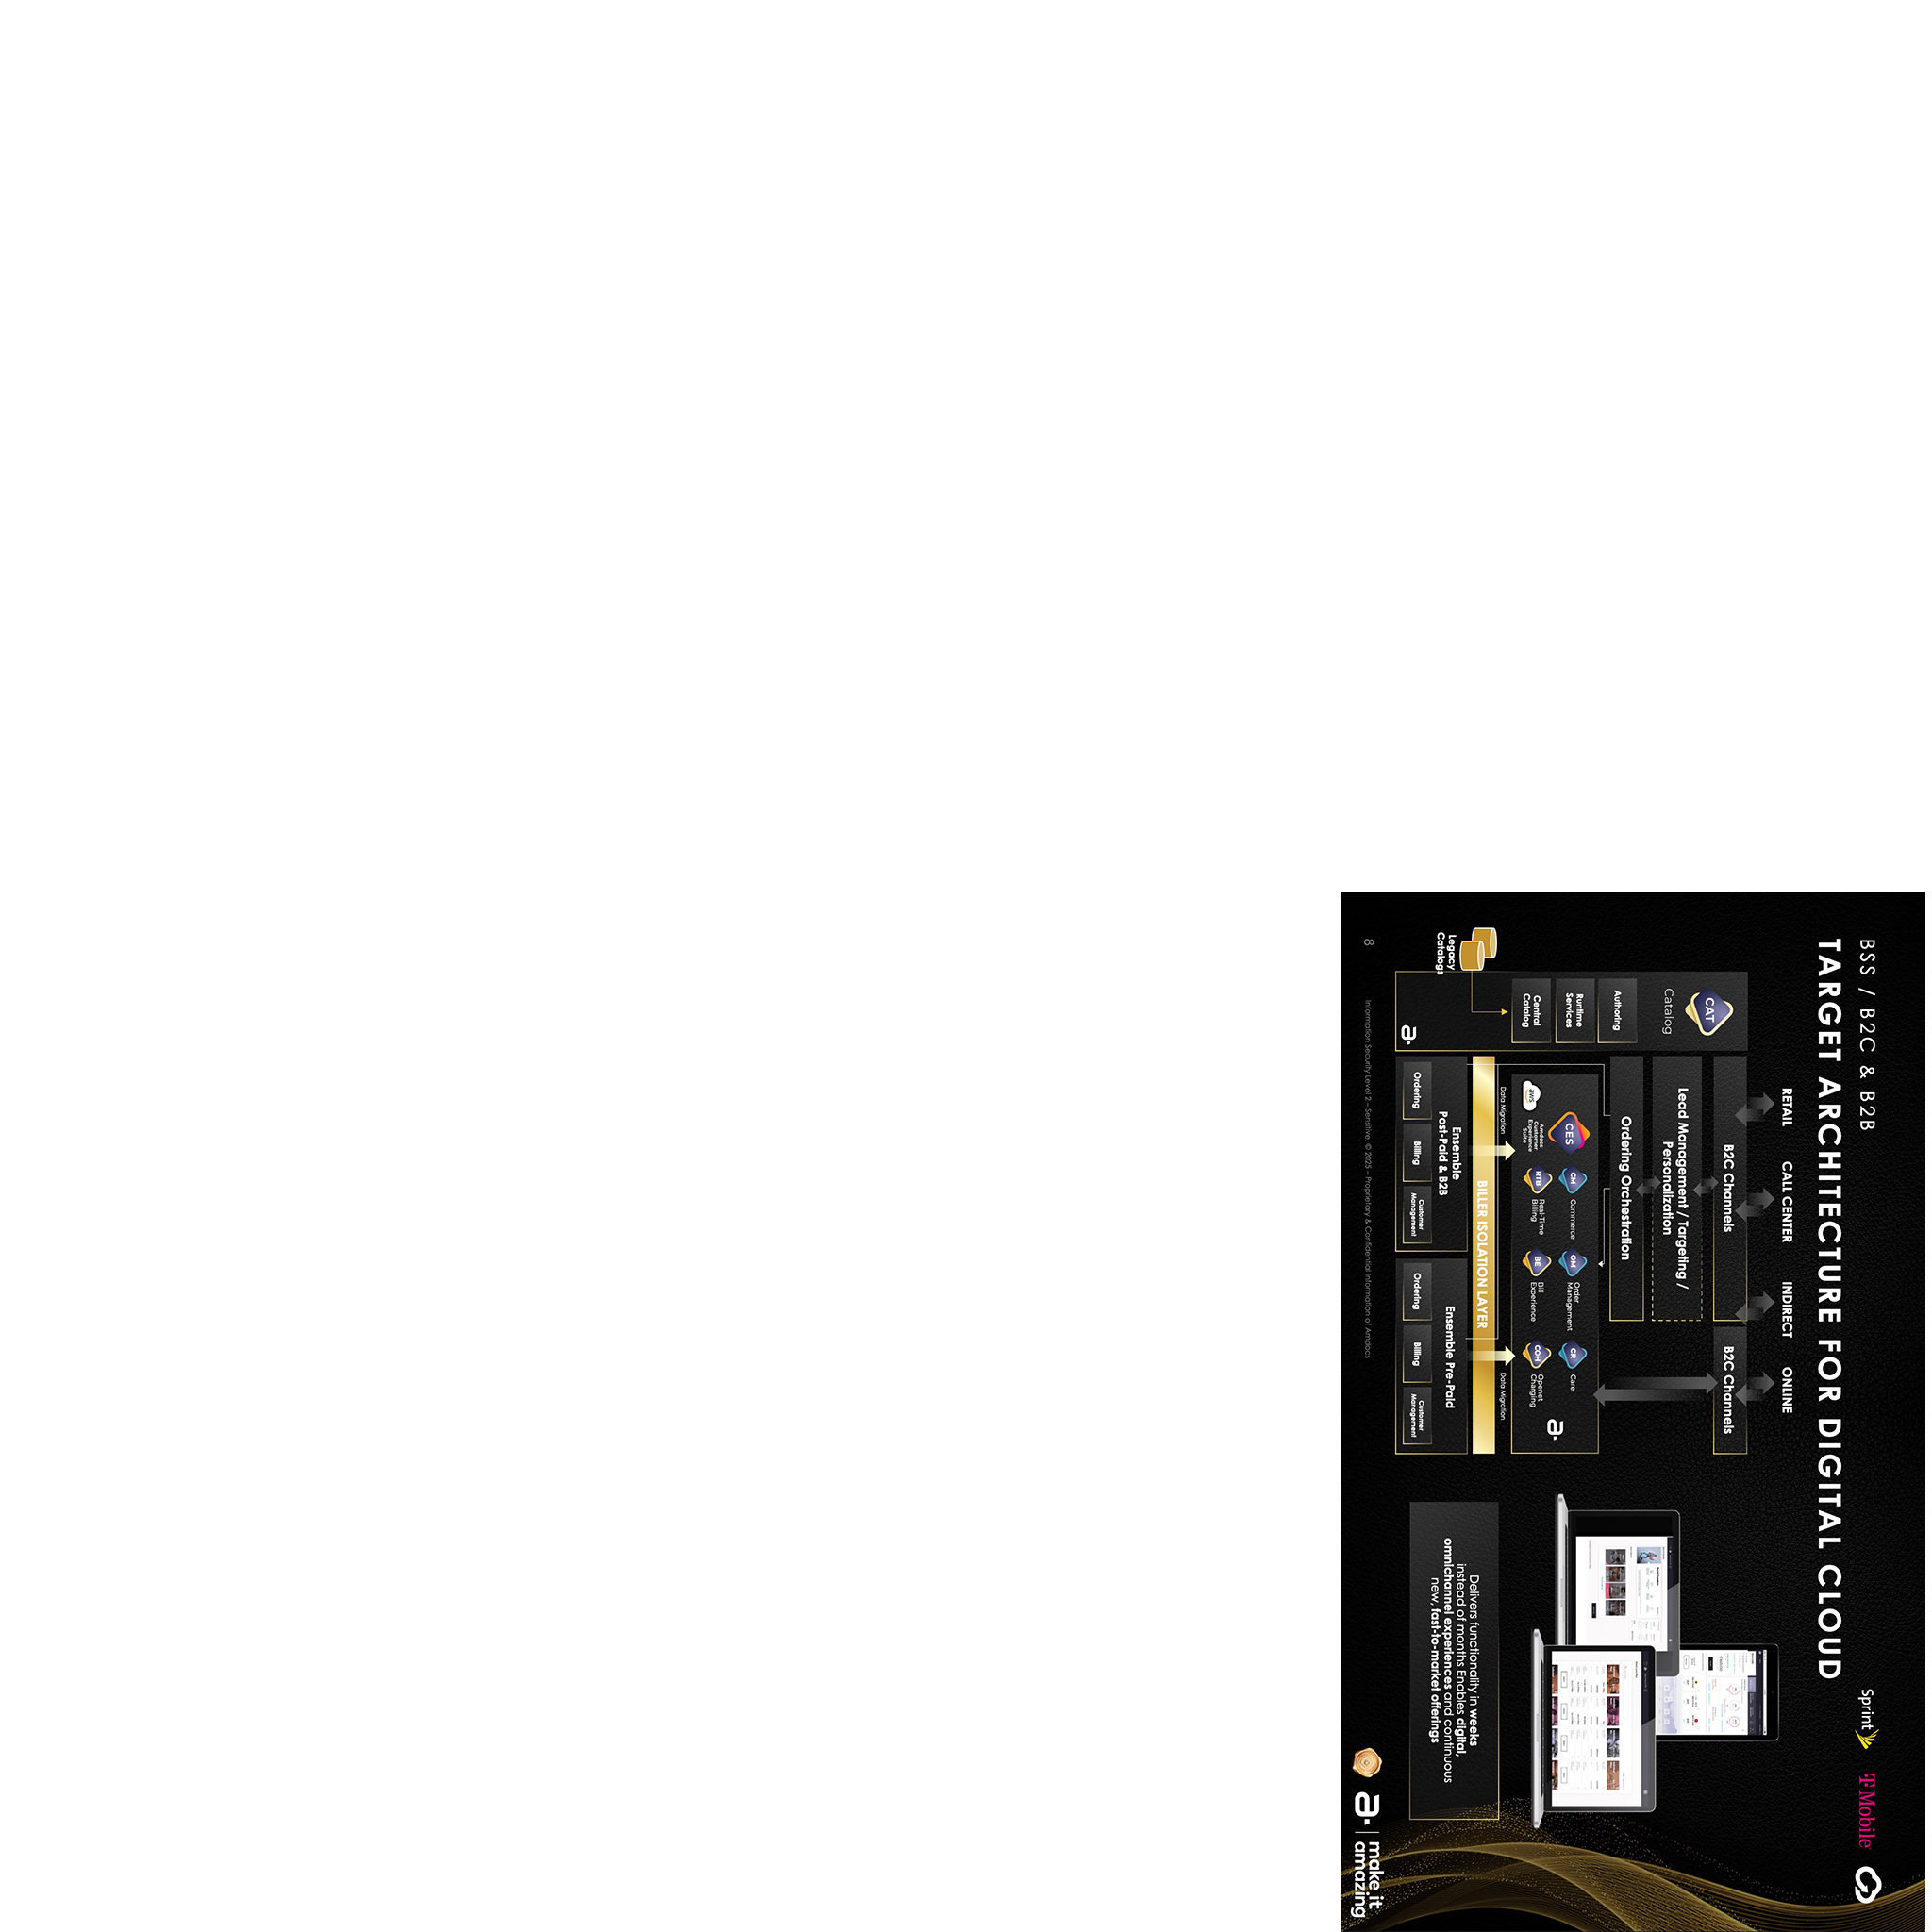 BSS / B2C & B2B
TARGET ARCHITECTURE FOR DIGITAL CLOUD
Sprint
T Mobile
RETAIL
CALL CENTER
INDIRECT
ONLINE
CAT
Catalog
Authoring
Runtime
Services
Central
Catalog
a.
Legacy
Catalogs
B2C Channels
B2C Channels
Lead Management / Targeting /
Personalization
Ordering Orchestration
CES
aws
Amdocs
Customer
Experience
Suite
CM
Commerce
OM
Order
Management
CR
Care
RTB
Real-Time
Billing
BE
Bill
Experience
COH
Openet
Charging
a.
Data Migration
Data Migration
BILLER ISOLATION LAYER
Ensemble
Post-Paid & B2B
Ordering
Billing
Customer
Management
Ensemble Pre-Paid
Ordering
Billing
Customer
Management
Delivers functionality in weeks
instead of months Enables digital,
omnichannel experiences and continuous
new, fast-to-market offerings
8
Information Security Level 2 – Sensitive. © 2025 – Proprietary & Confidential Information of Amdocs
a.
make it
amazing